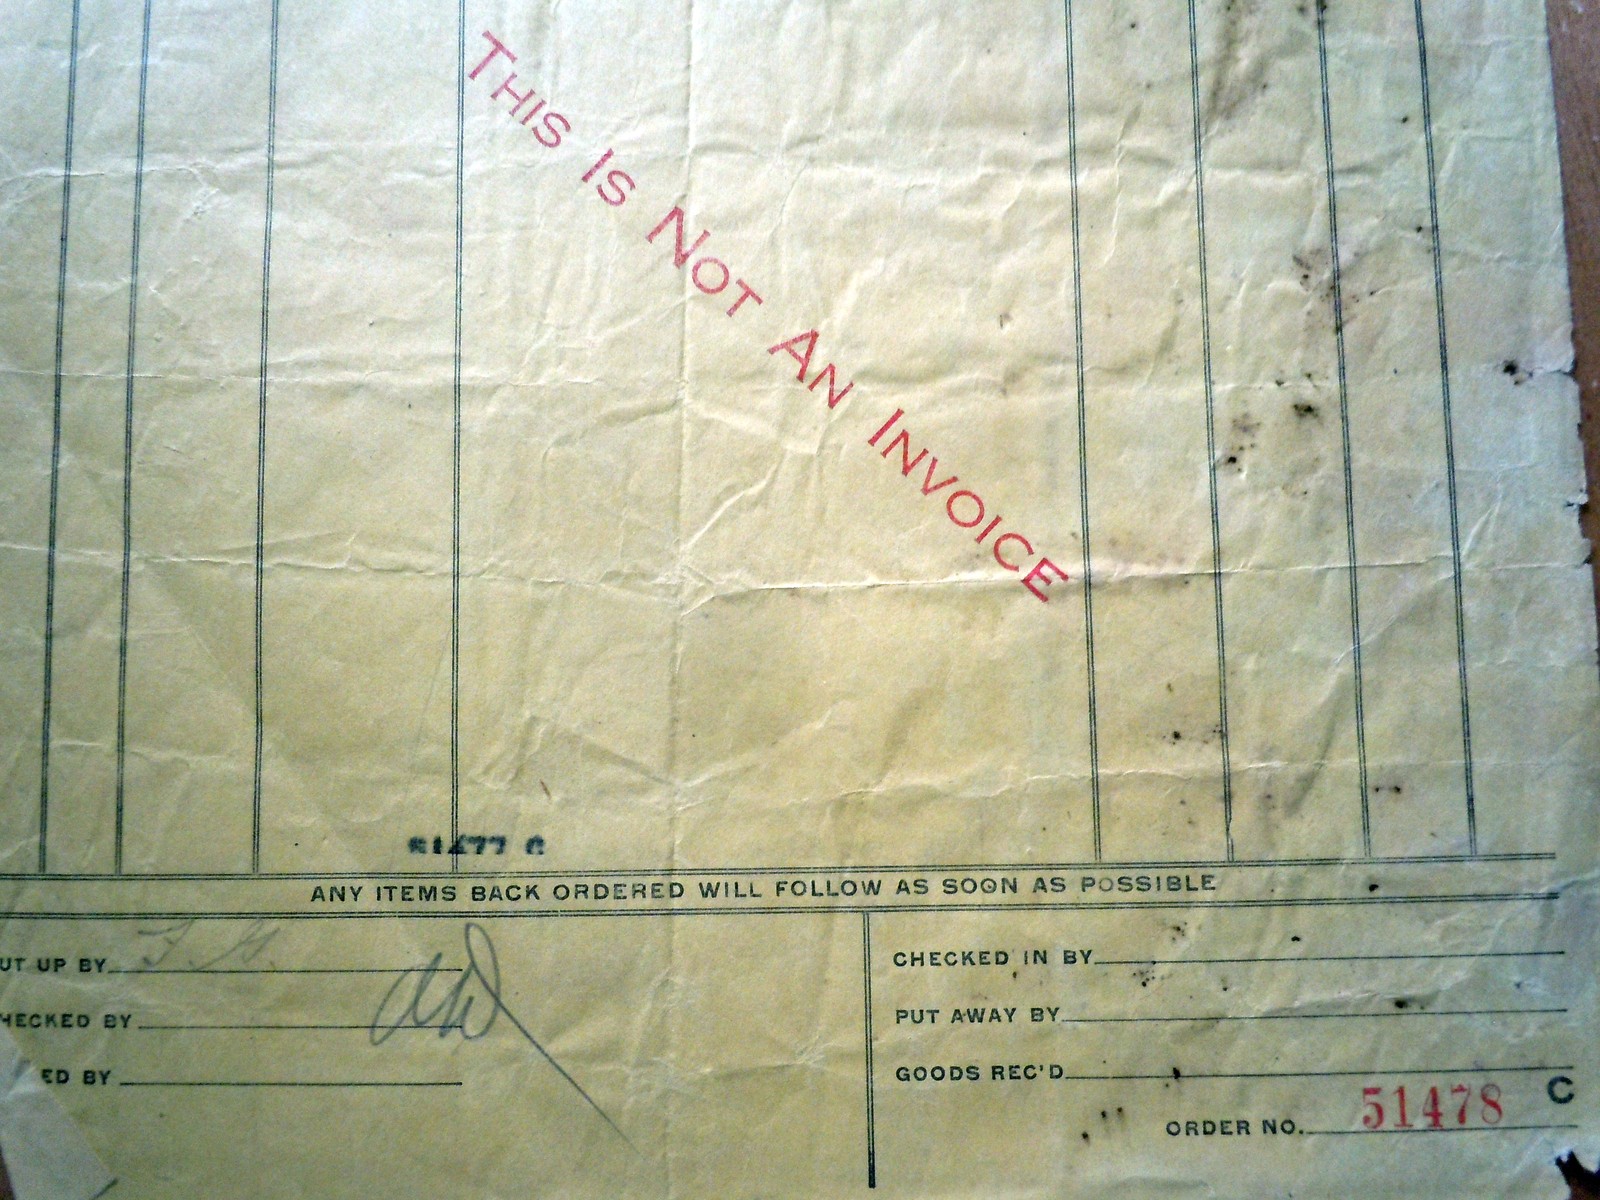 THIS IS NOT AN INVOICE
ANY ITEMS BACK ORDERED WILL FOLLOW AS SOON AS POSSIBLE
UT UP BY
HECKED BY
ED BY
CHECKED IN BY
PUT AWAY BY
GOODS REC'D
ORDER NO. 51478 C